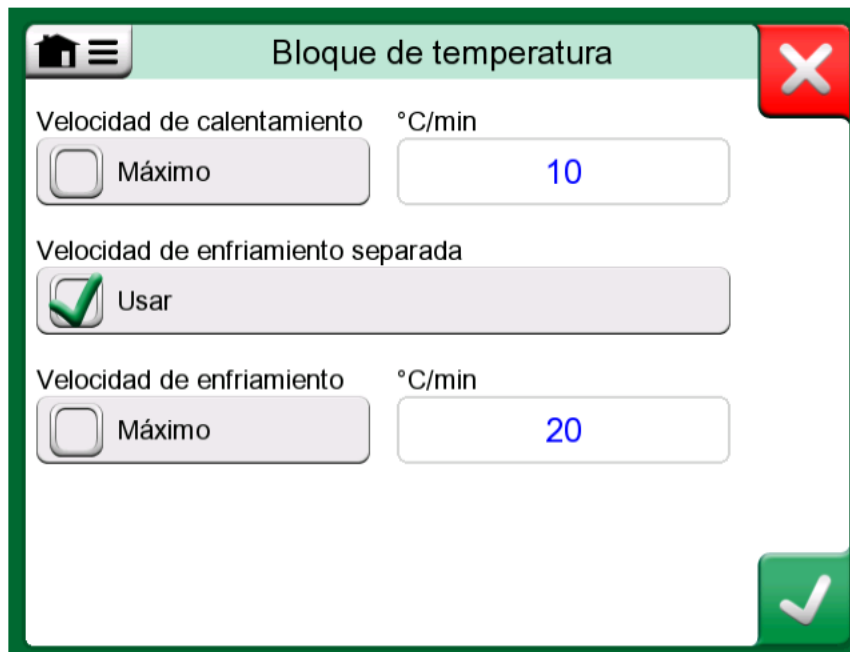 Bloque de temperatura
Velocidad de calentamiento °C/min
Máximo 10
Velocidad de enfriamiento separada
Usar
Velocidad de enfriamiento °C/min
Máximo 20